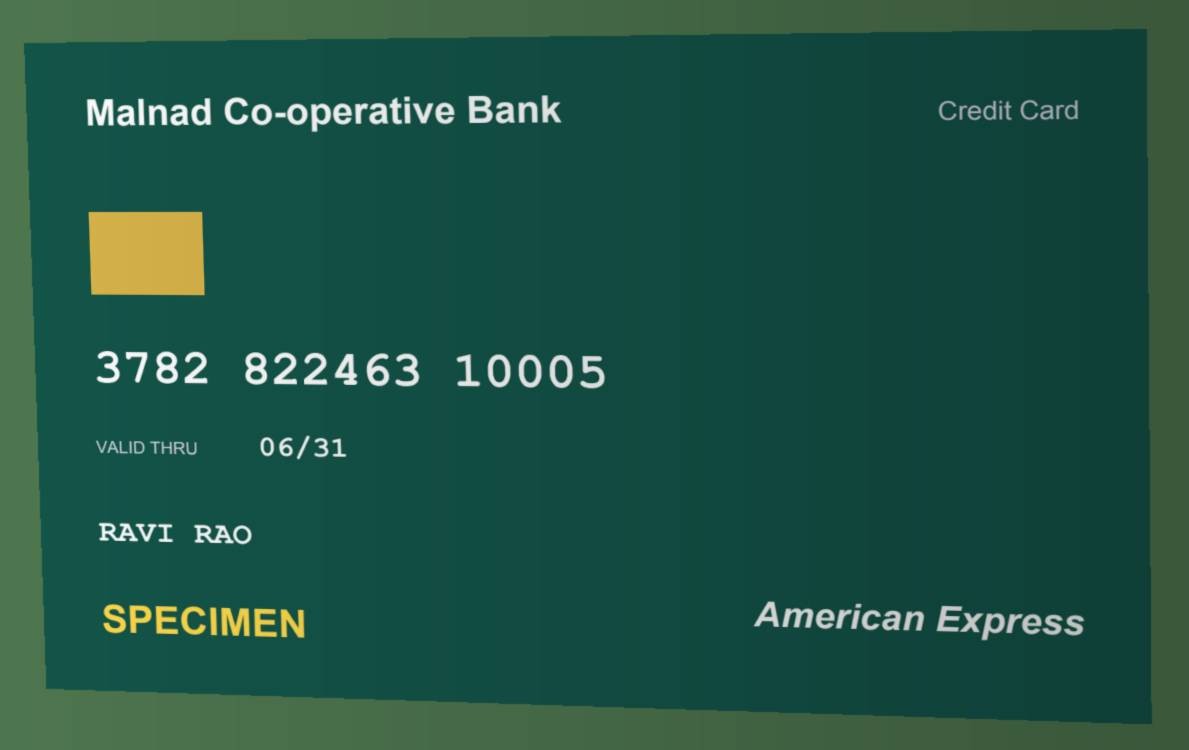 Malnad Co-operative Bank
Credit Card
3782 822463 10005
VALID THRU 06/31
RAVI RAO
SPECIMEN
American Express